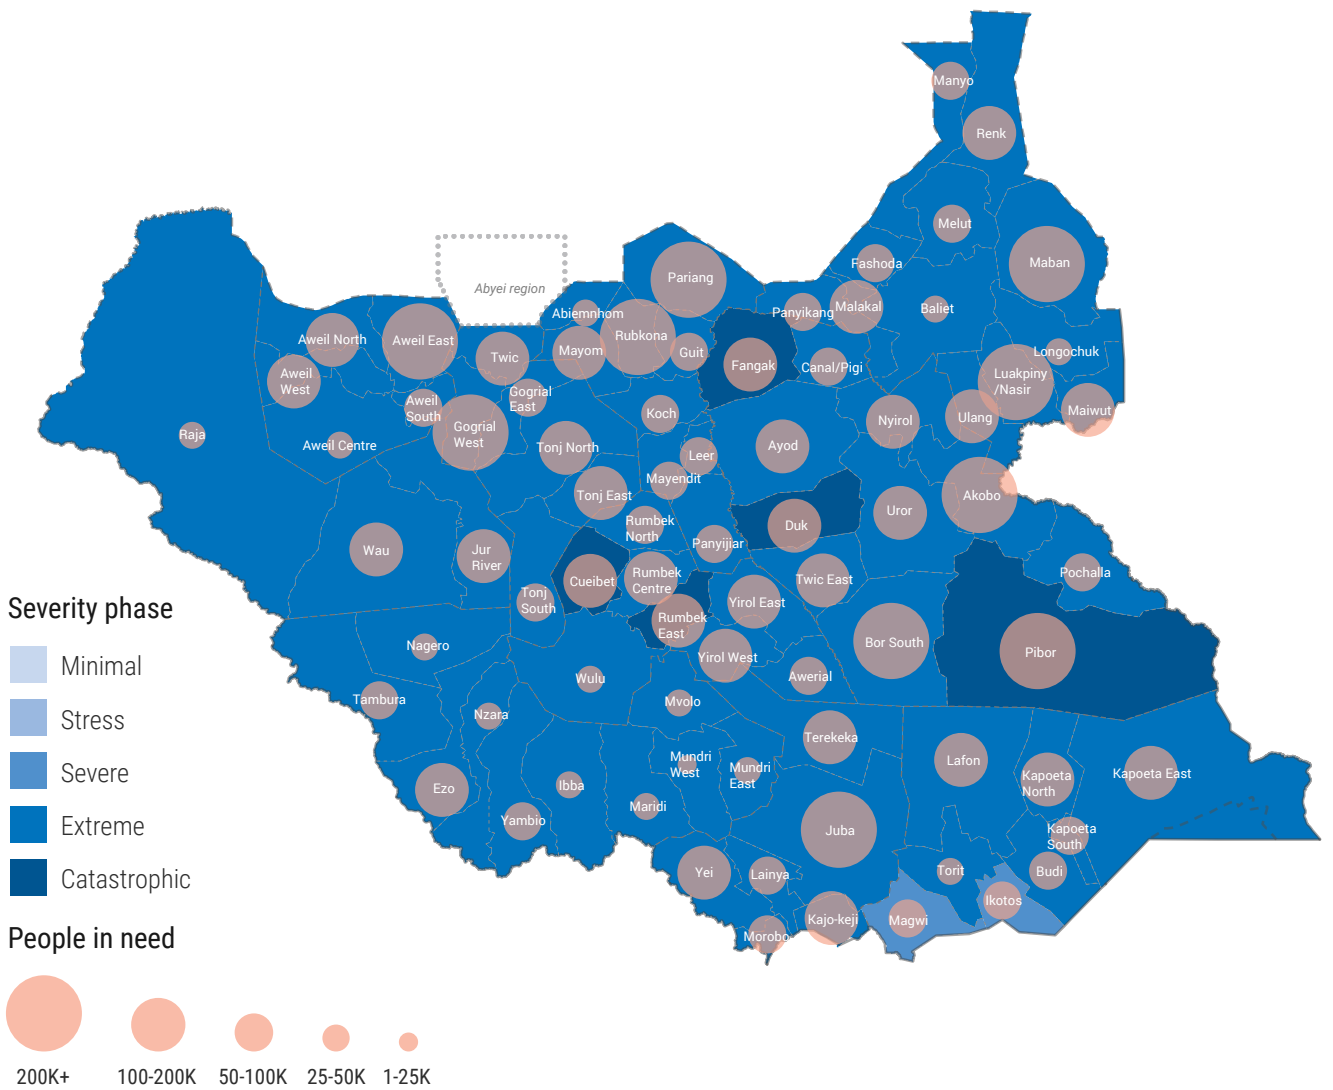 Manyo
Renk
Melut
Maban
Fashoda
Abyei region
Pariang
Abiemnhom
Panyikang
Malakal
Baliet
Aweil North
Aweil East
Twic
Mayom
Rubkona
Guit
Fangak
Canal/Pigi
Longochuk
Luakpiny
/Nasir
Aweil
West
Aweil
South
Gogrial
East
Gogrial
West
Koch
Nyirol
Ulang
Maiwut
Raja
Aweil Centre
Tonj North
Leer
Ayod
Mayendit
Tonj East
Akobo
Uror
Rumbek
North
Duk
Panyijiar
Wau
Jur
River
Cueibet
Rumbek
Centre
Twic East
Pochalla
Tonj
South
Yirol East
Rumbek
East
Bor South
Pibor
Nagero
Yirol West
Awerial
Wulu
Tambura
Mvolo
Nzara
Terekeka
Mundri
West
Mundri
East
Lafon
Kapoeta
North
Kapoeta East
Ezo
Ibba
Maridi
Yambio
Juba
Kapoeta
South
Yei
Lainya
Torit
Budi
Ikotos
Kajo-keji
Magwi
Morobo
Severity phase
Minimal
Stress
Severe
Extreme
Catastrophic
People in need
200K+
100-200K
50-100K
25-50K
1-25K